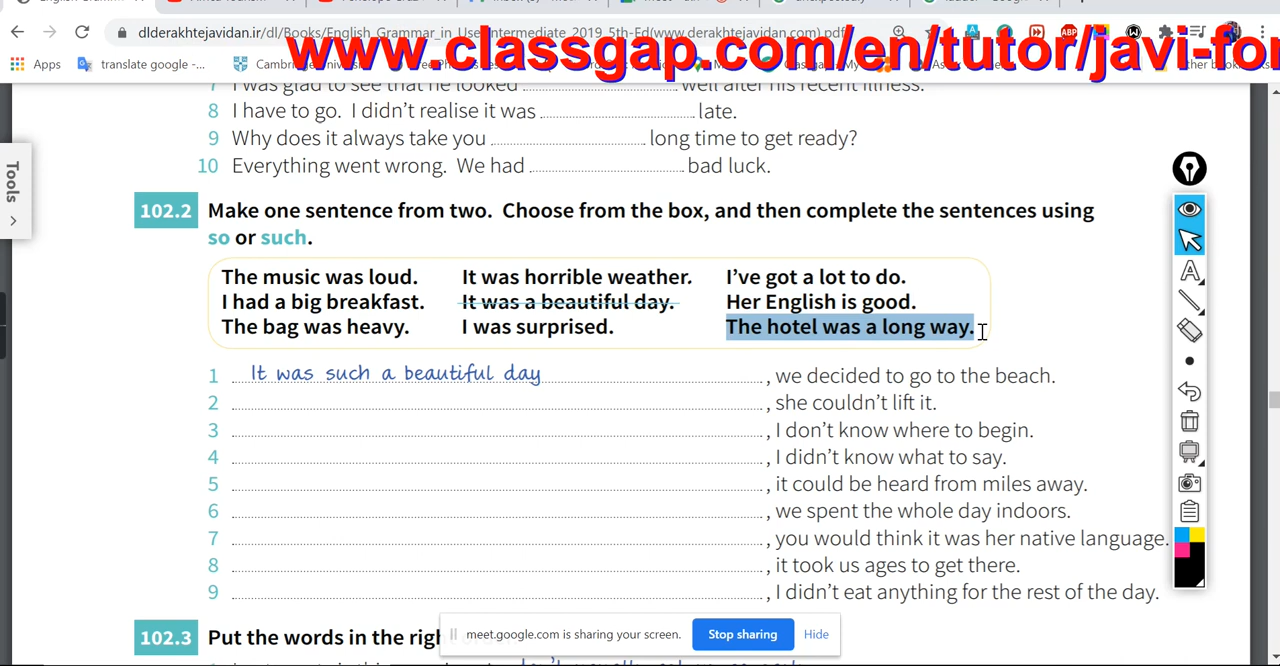 dlderakhtejavidan.ir/dl/Books/English_Grammar_in_Use_Intermediate_2019_5th-Ed(www.derakhtejavidan.com).pdf
www.classgap.com/en/tutor/javi-for
Apps translate google -...
7 I was glad to see that he looked well after his recent illness.
8 I have to go. I didn't realise it was late.
9 Why does it always take you long time to get ready?
10 Everything went wrong. We had bad luck.
Tools
102.2 Make one sentence from two. Choose from the box, and then complete the sentences using
so or such.
The music was loud. It was horrible weather. I've got a lot to do.
I had a big breakfast. It was a beautiful day. Her English is good.
The bag was heavy. I was surprised. The hotel was a long way.
1 It was such a beautiful day , we decided to go to the beach.
2 , she couldn't lift it.
3 , I don't know where to begin.
4 , I didn't know what to say.
5 , it could be heard from miles away.
6 , we spent the whole day indoors.
7 , you would think it was her native language.
8 , it took us ages to get there.
9 , I didn't eat anything for the rest of the day.
102.3 Put the words in the righ
meet.google.com is sharing your screen. Stop sharing Hide